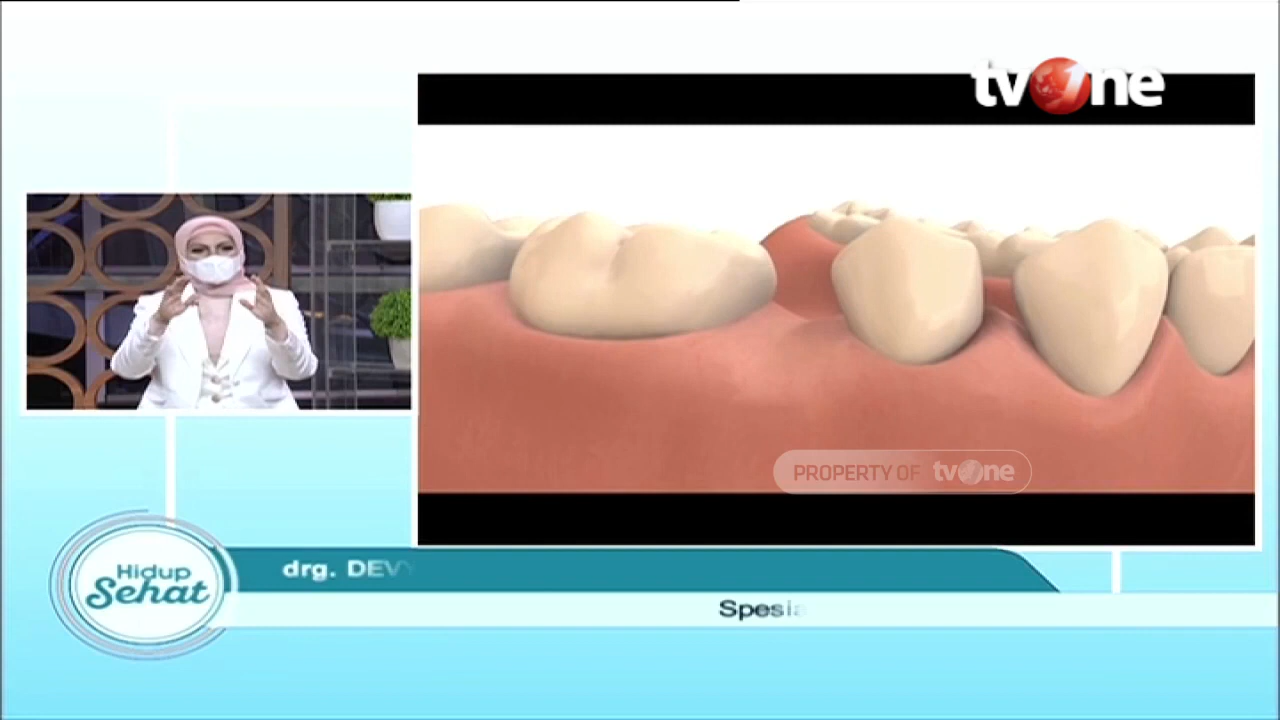 tvOne
PROPERTY OF tvOne
Hidup
Sehat
drg. DEV
Spesia